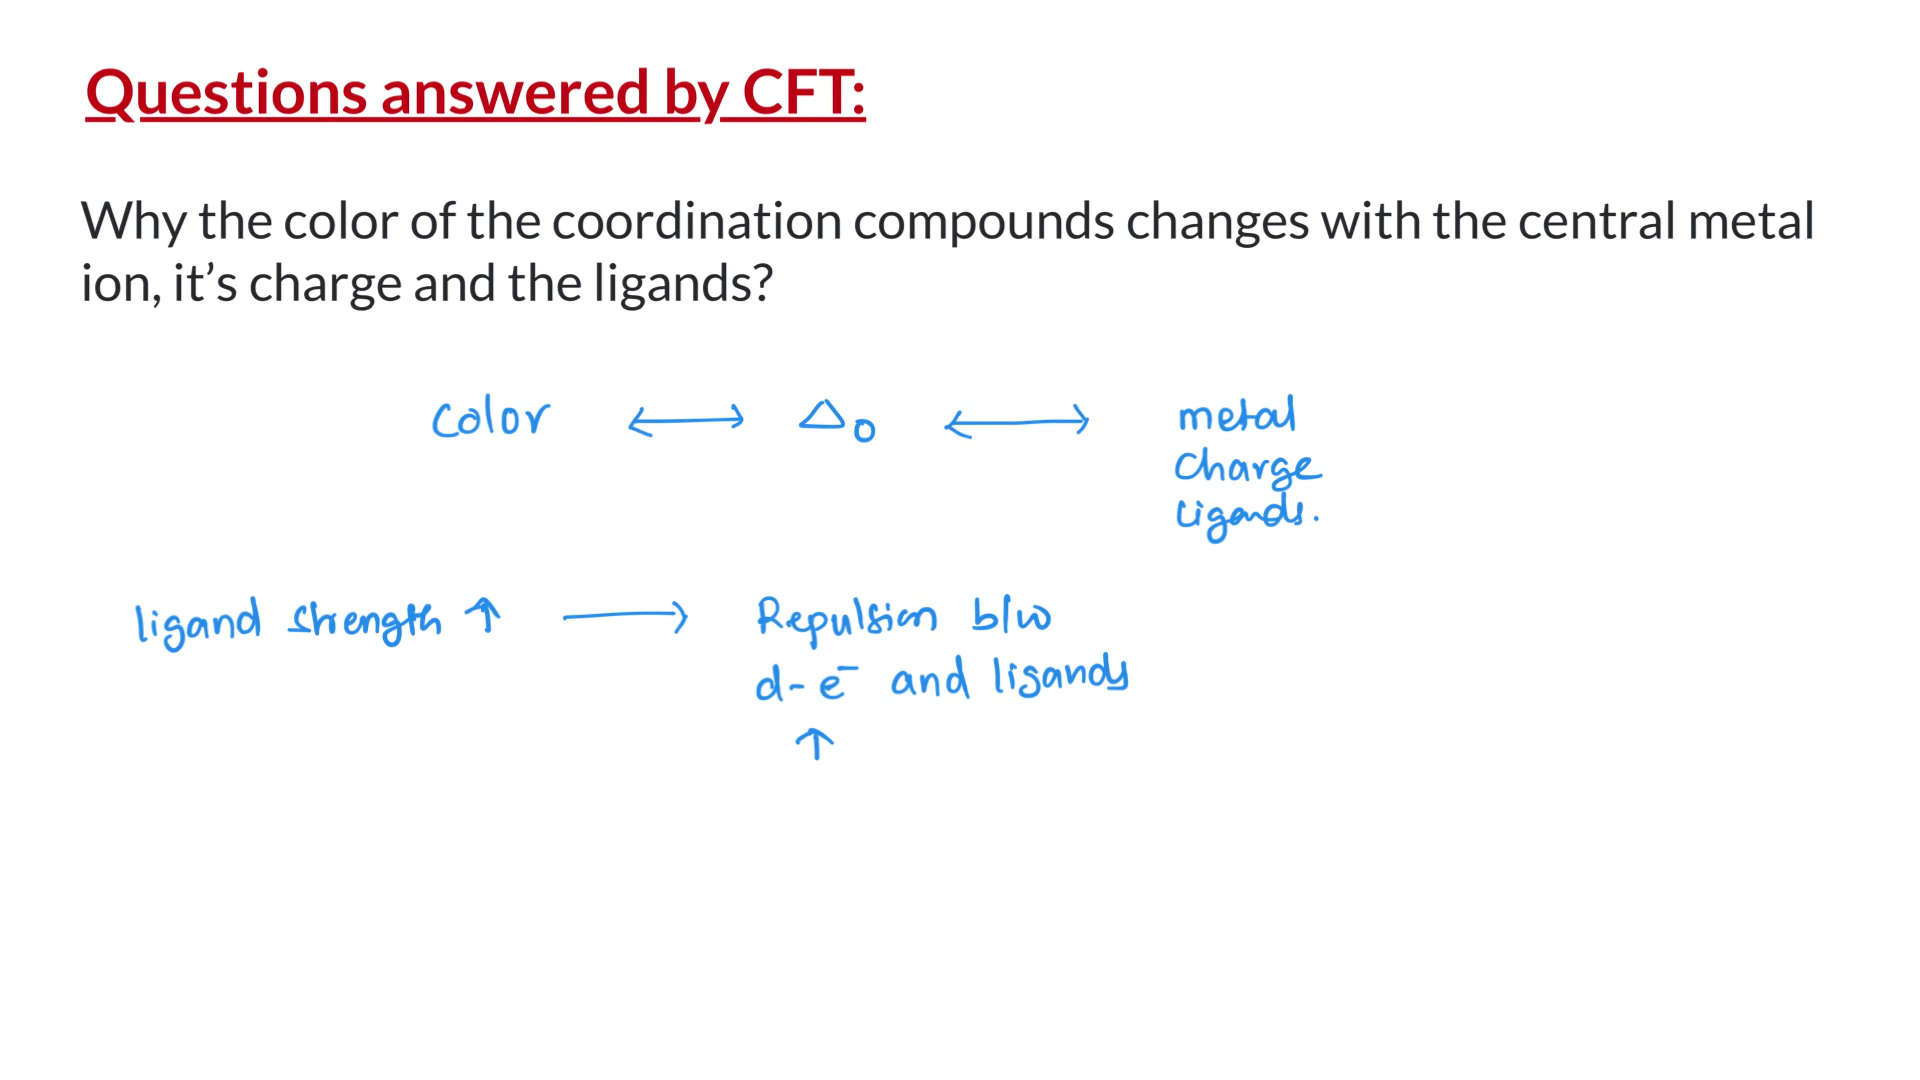 Questions answered by CFT:
Why the color of the coordination compounds changes with the central metal
ion, it’s charge and the ligands?
Color ⟷ Δo ⟷ metal
Charge
Ligands.
ligand strength ↑ ⟶ Repulsion b/w
d-e⁻ and ligands
↑